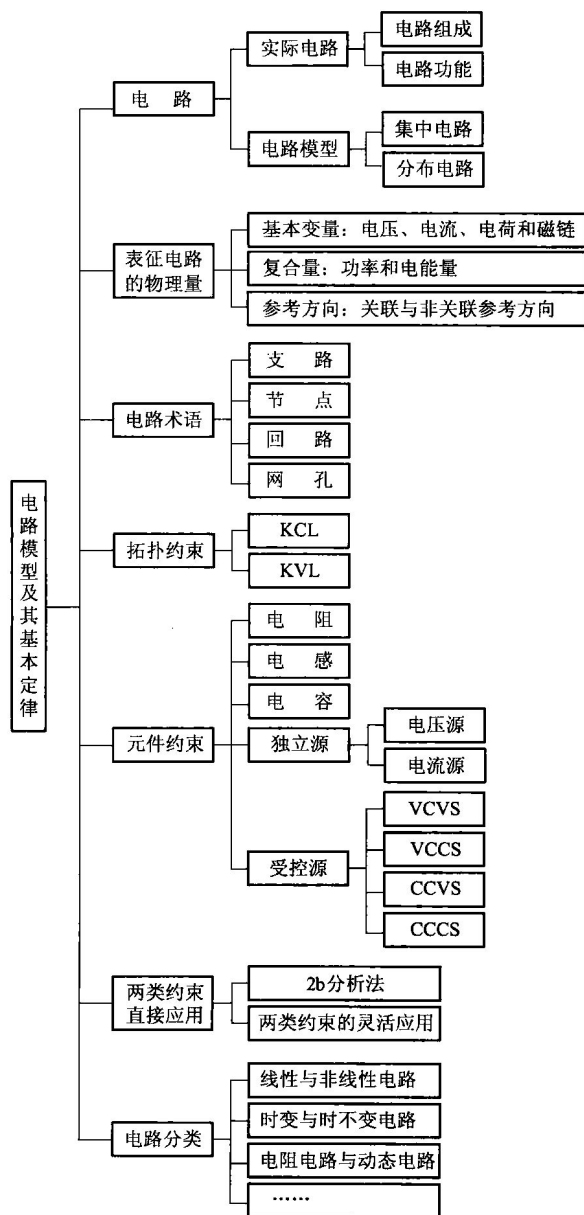 电路模型及其基本定律
电 路
实际电路
电路组成
电路功能
电路模型
集中电路
分布电路
表征电路
的物理量
基本变量：电压、电流、电荷和磁链
复合量：功率和电能量
参考方向：关联与非关联参考方向
电路术语
支 路
节 点
回 路
网 孔
拓扑约束
KCL
KVL
元件约束
电 阻
电 感
电 容
独立源
电压源
电流源
受控源
VCVS
VCCS
CCVS
CCCS
两类约束
直接应用
2b分析法
两类约束的灵活应用
电路分类
线性与非线性电路
时变与时不变电路
电阻电路与动态电路
……